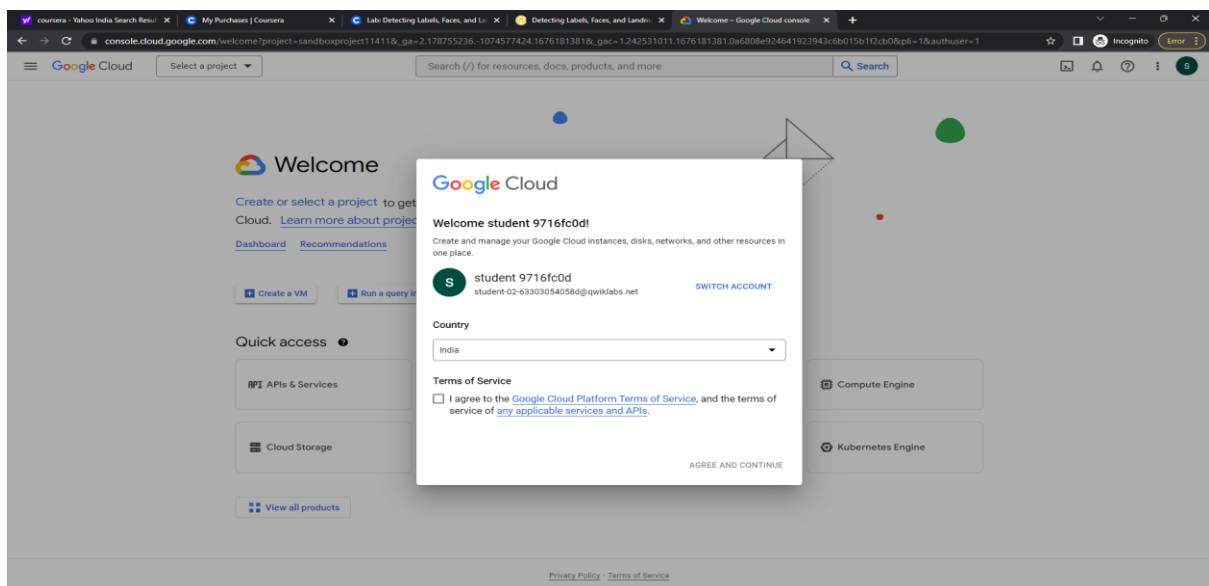 coursera - Yahoo India Search Resul
My Purchases | Coursera
Lab: Detecting Labels, Faces, and La
Detecting Labels, Faces, and Landm
Welcome – Google Cloud console
console.cloud.google.com/welcome?project=sandboxproject11411&_ga=2.178755236.-1074577424.1676181381&_gac=1.242531011.1676181381.0a6808e924641923943c6b015b1f2cb0&pli=1&authuser=1
Incognito
Error
Google Cloud
Select a project
Search (/) for resources, docs, products, and more
Search
S
Welcome
Create or select a project to get
Cloud. Learn more about projec
Dashboard Recommendations
Create a VM
Run a query in
Quick access
API APIs & Services
Compute Engine
Cloud Storage
Kubernetes Engine
View all products
Google Cloud
Welcome student 9716fc0d!
Create and manage your Google Cloud instances, disks, networks, and other resources in
one place.
S
student 9716fc0d
student-02-63303054058d@qwiklabs.net
SWITCH ACCOUNT
Country
India
Terms of Service
I agree to the Google Cloud Platform Terms of Service, and the terms of
service of any applicable services and APIs.
AGREE AND CONTINUE
Privacy Policy · Terms of Service